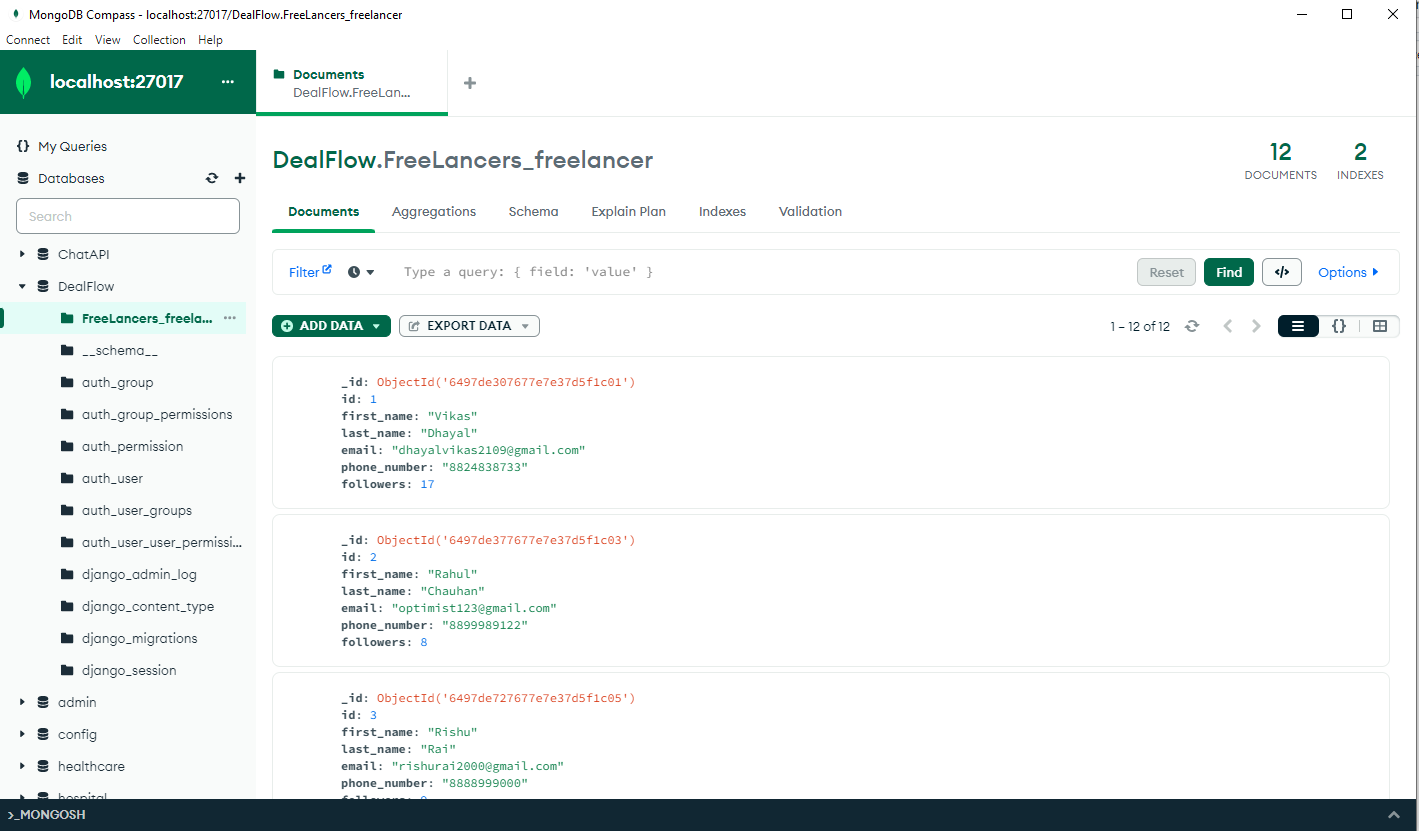 MongoDB Compass - localhost:27017/DealFlow.FreeLancers_freelancer
Connect Edit View Collection Help
localhost:27017 ...
Documents
DealFlow.FreeLan...
+
{} My Queries
Databases
Search
ChatAPI
DealFlow
FreeLancers_freela... ...
__schema__
auth_group
auth_group_permissions
auth_permission
auth_user
auth_user_groups
auth_user_user_permissi...
django_admin_log
django_content_type
django_migrations
django_session
admin
config
healthcare
hospital
DealFlow.FreeLancers_freelancer
12
DOCUMENTS
2
INDEXES
Documents Aggregations Schema Explain Plan Indexes Validation
Filter Type a query: { field: 'value' } Reset Find </> Options
ADD DATA EXPORT DATA 1 – 12 of 12 {}
_id: ObjectId('6497de307677e7e37d5f1c01')
id: 1
first_name: "Vikas"
last_name: "Dhayal"
email: "dhayalvikas2109@gmail.com"
phone_number: "8824838733"
followers: 17
_id: ObjectId('6497de377677e7e37d5f1c03')
id: 2
first_name: "Rahul"
last_name: "Chauhan"
email: "optimist123@gmail.com"
phone_number: "8899989122"
followers: 8
_id: ObjectId('6497de727677e7e37d5f1c05')
id: 3
first_name: "Rishu"
last_name: "Rai"
email: "rishurai2000@gmail.com"
phone_number: "8888999000"
followers:
>_MONGOSH